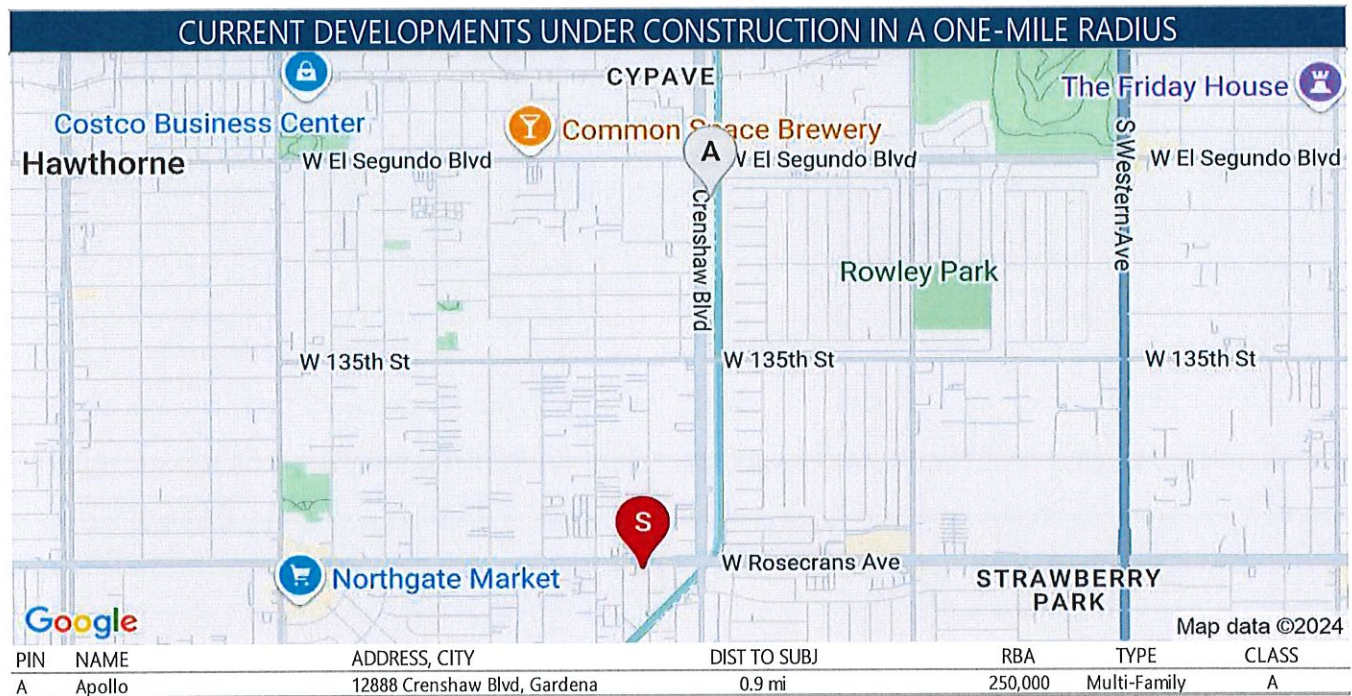 CURRENT DEVELOPMENTS UNDER CONSTRUCTION IN A ONE-MILE RADIUS
CYPAVE
The Friday House
Costco Business Center
Common Space Brewery
A
Hawthorne
W El Segundo Blvd
W El Segundo Blvd
W El Segundo Blvd
S Western Ave
Crenshaw Blvd
Rowley Park
W 135th St
W 135th St
W 135th St
S
W Rosecrans Ave
Northgate Market
STRAWBERRY
PARK
Google
Map data ©2024
PIN NAME ADDRESS, CITY DIST TO SUBJ RBA TYPE CLASS
A Apollo 12888 Crenshaw Blvd, Gardena 0.9 mi 250,000 Multi-Family A